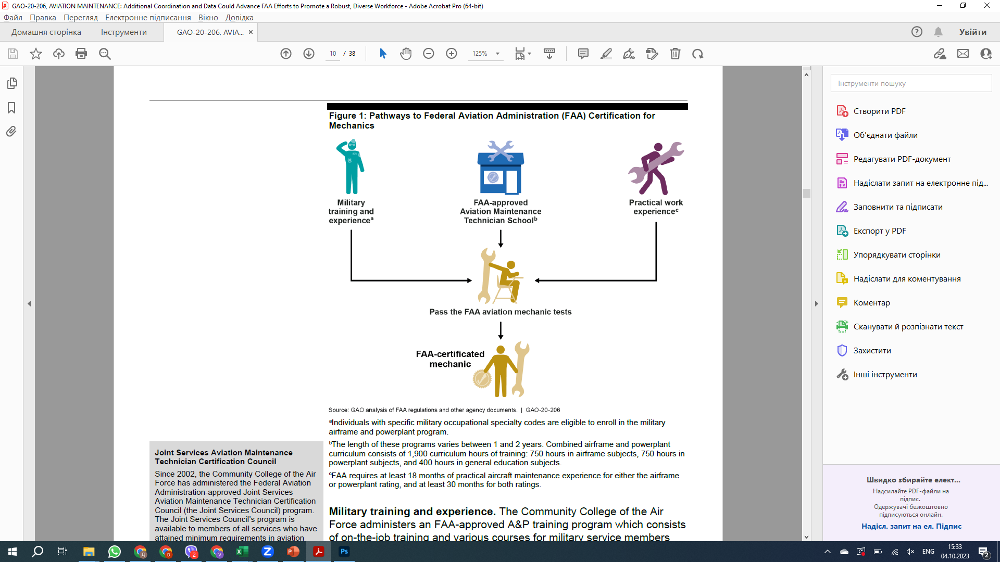 GAO-20-206, AVIATION MAINTENANCE: Additional Coordination and Data Could Advance FAA Efforts to Promote a Robust, Diverse Workforce - Adobe Acrobat Pro (64-bit)
Файл Правка Перегляд Електронне підписання Вікно Довідка
Домашня сторінка Інструменти GAO-20-206, AVIA... Увійти
10 / 38 125%
Figure 1: Pathways to Federal Aviation Administration (FAA) Certification for
Mechanics
Military
training and
experienceᵃ
FAA-approved
Aviation Maintenance
Technician Schoolᵇ
Practical work
experienceᶜ
Pass the FAA aviation mechanic tests
FAA-certificated
mechanic
Source: GAO analysis of FAA regulations and other agency documents. | GAO-20-206
ᵃIndividuals with specific military occupational specialty codes are eligible to enroll in the military
airframe and powerplant program.
ᵇThe length of these programs varies between 1 and 2 years. Combined airframe and powerplant
curriculum consists of 1,900 curriculum hours of training: 750 hours in airframe subjects, 750 hours in
powerplant subjects, and 400 hours in general education subjects.
ᶜFAA requires at least 18 months of practical aircraft maintenance experience for either the airframe
or powerplant rating, and at least 30 months for both ratings.
Joint Services Aviation Maintenance
Technician Certification Council
Since 2002, the Community College of the Air
Force has administered the Federal Aviation
Administration-approved Joint Services
Aviation Maintenance Technician Certification
Council (the Joint Services Council) program.
The Joint Services Council's program is
available to members of all services who have
attained minimum requirements in aviation
Military training and experience. The Community College of the Air
Force administers an FAA-approved A&P training program which consists
of on-the-job training and various courses for military service members
Інструменти пошуку
Створити PDF
Об'єднати файли
Редагувати PDF-документ
Надіслати запит на електронне під...
Заповнити та підписати
Експорт у PDF
Упорядкувати сторінки
Надіслати для коментування
Коментар
Сканувати й розпізнати текст
Захистити
Інші інструменти
Швидко збирайте елект...
Надсилайте PDF-файли на
підпис.
Одержувачі безкоштовно
підписуються онлайн.
Надісл. запит на ел. Підпис
ENG
15:33
04.10.2023
2